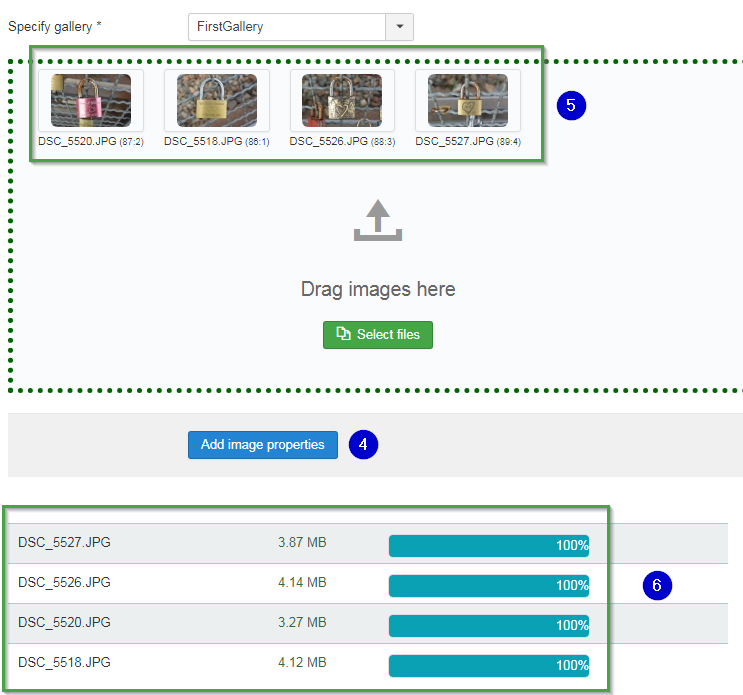 Specify gallery * FirstGallery
DSC_5520.JPG (87:2) DSC_5518.JPG (86:1) DSC_5526.JPG (88:3) DSC_5527.JPG (89:4) 5
Drag images here
Select files
Add image properties 4
DSC_5527.JPG 3.87 MB 100%
DSC_5526.JPG 4.14 MB 100% 6
DSC_5520.JPG 3.27 MB 100%
DSC_5518.JPG 4.12 MB 100%